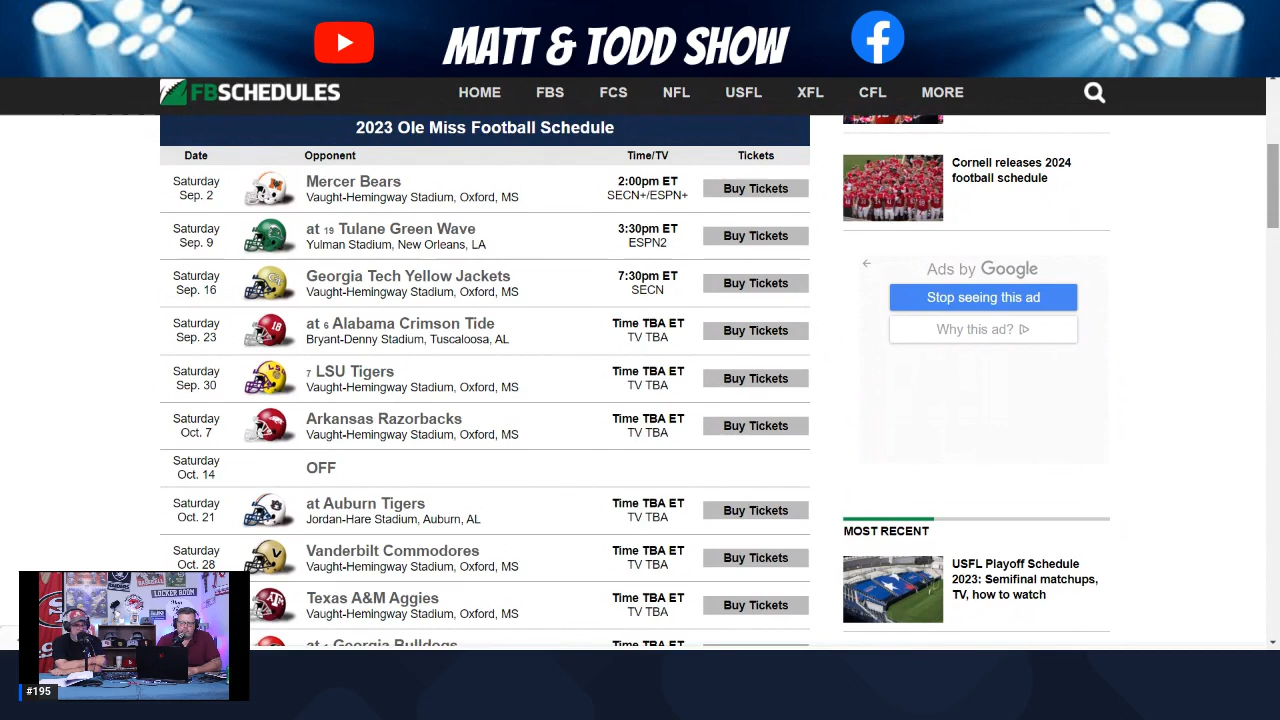 MATT & TODD SHOW
FBSCHEDULES
HOME FBS FCS NFL USFL XFL CFL MORE
2023 Ole Miss Football Schedule
Date Opponent Time/TV Tickets
Saturday
Sep. 2
Mercer Bears
Vaught-Hemingway Stadium, Oxford, MS
2:00pm ET
SECN+/ESPN+
Buy Tickets
Saturday
Sep. 9
at 19 Tulane Green Wave
Yulman Stadium, New Orleans, LA
3:30pm ET
ESPN2
Buy Tickets
Saturday
Sep. 16
Georgia Tech Yellow Jackets
Vaught-Hemingway Stadium, Oxford, MS
7:30pm ET
SECN
Buy Tickets
Saturday
Sep. 23
at 6 Alabama Crimson Tide
Bryant-Denny Stadium, Tuscaloosa, AL
Time TBA ET
TV TBA
Buy Tickets
Saturday
Sep. 30
7 LSU Tigers
Vaught-Hemingway Stadium, Oxford, MS
Time TBA ET
TV TBA
Buy Tickets
Saturday
Oct. 7
Arkansas Razorbacks
Vaught-Hemingway Stadium, Oxford, MS
Time TBA ET
TV TBA
Buy Tickets
Saturday
Oct. 14
OFF
Saturday
Oct. 21
at Auburn Tigers
Jordan-Hare Stadium, Auburn, AL
Time TBA ET
TV TBA
Buy Tickets
Saturday
Oct. 28
Vanderbilt Commodores
Vaught-Hemingway Stadium, Oxford, MS
Time TBA ET
TV TBA
Buy Tickets
Texas A&M Aggies
Vaught-Hemingway Stadium, Oxford, MS
Time TBA ET
TV TBA
Buy Tickets
at Georgia Bulldogs
Cornell releases 2024
football schedule
Ads by Google
Stop seeing this ad
Why this ad?
MOST RECENT
USFL Playoff Schedule
2023: Semifinal matchups,
TV, how to watch
LOCKER ROOM
#195